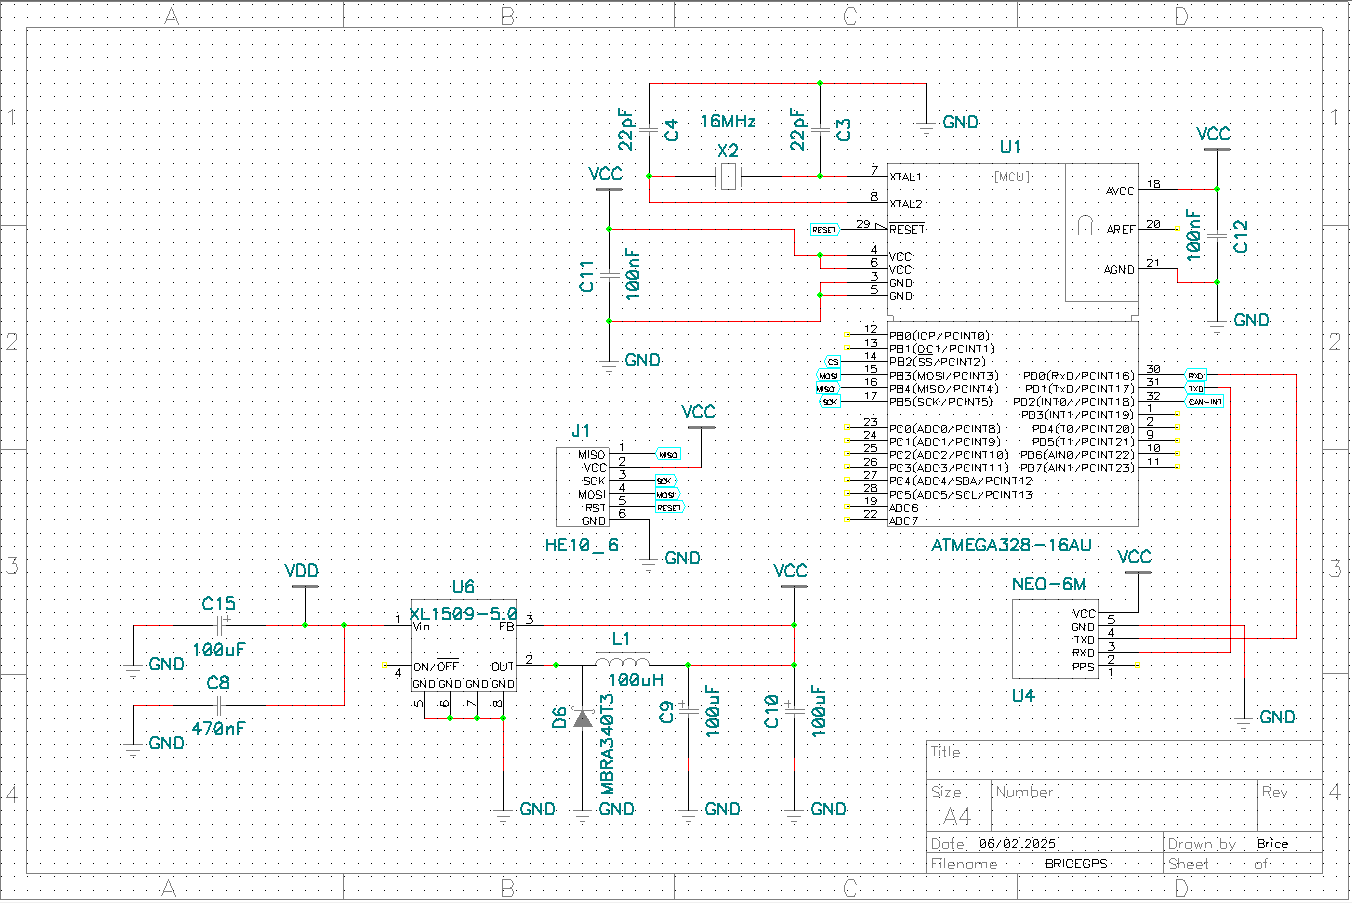 A B C D
1 1
22pF C4 16MHz 22pF C3 GND
X2 U1 VCC
VCC 7 XTAL1 [MCU] AVCC 18
8 XTAL2
RESET 29 RESET AREF 20 100nF C12
4 VCC
C11 100nF 6 VCC AGND 21
3 GND
5 GND
GND GND
2 2
12 PB0(ICP/PCINT0)
13 PB1(OC1/PCINT1)
CS 14 PB2(SS/PCINT2)
MOSI 15 PB3(MOSI/PCINT3) PD0(RxD/PCINT16) 30 RXD
MISO 16 PB4(MISO/PCINT4) PD1(TxD/PCINT17) 31 TXD
SCK 17 PB5(SCK/PCINT5) PD2(INT0/PCINT18) 32 CAN-INT
PD3(INT1/PCINT19) 1
23 PC0(ADC0/PCINT8) PD4(T0/PCINT20) 2
24 PC1(ADC1/PCINT9) PD5(T1/PCINT21) 9
25 PC2(ADC2/PCINT10) PD6(AIN0/PCINT22) 10
26 PC3(ADC3/PCINT11) PD7(AIN1/PCINT23) 11
27 PC4(ADC4/SDA/PCINT12
28 PC5(ADC5/SCL/PCINT13
19 ADC6
22 ADC7
ATMEGA328-16AU
VCC
J1
MISO 1 MISO
VCC 2
SCK 3 SCK
MOSI 4 MOSI
RST 5 RESET
GND 6
HE10_6 GND
3 3
VDD U6 VCC NEO-6M VCC
C15 XL1509-5.0
100uF 1 Vin FB 3 L1
GND ON/OFF OUT 2 100uH
C8 4
470nF GND GND GND GND
GND 5 6 7 8
D6 MBRA340T3 C9 100uF C10 100uF
GND GND GND GND
VCC
GND 5
TXD 4
RXD 3
PPS 2
1
U4 GND
4 4
Title
Size Number Rev
A4
Date 06/02.2025 Drawn by Brice
Filename BRICEGPS Sheet of
A B C D